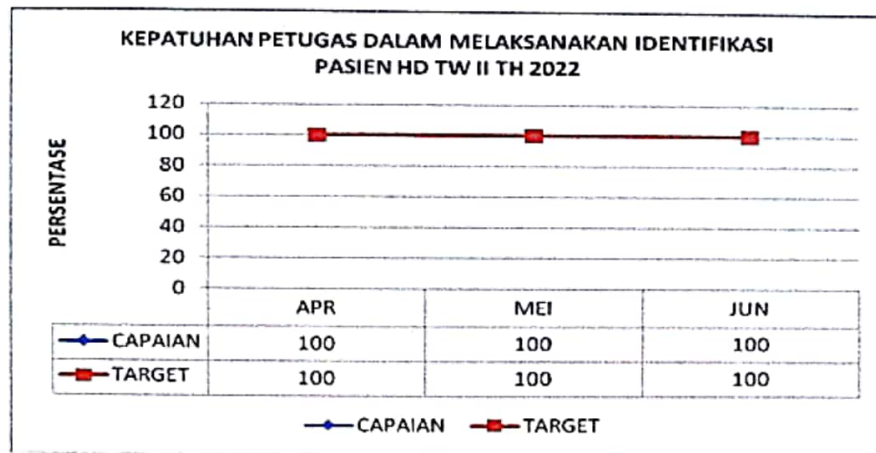 KEPATUHAN PETUGAS DALAM MELAKSANAKAN IDENTIFIKASI
PASIEN HD TW II TH 2022
PERSENTASE
120
100
80
60
40
20
0
APR MEI JUN
CAPAIAN 100 100 100
TARGET 100 100 100
CAPAIAN TARGET